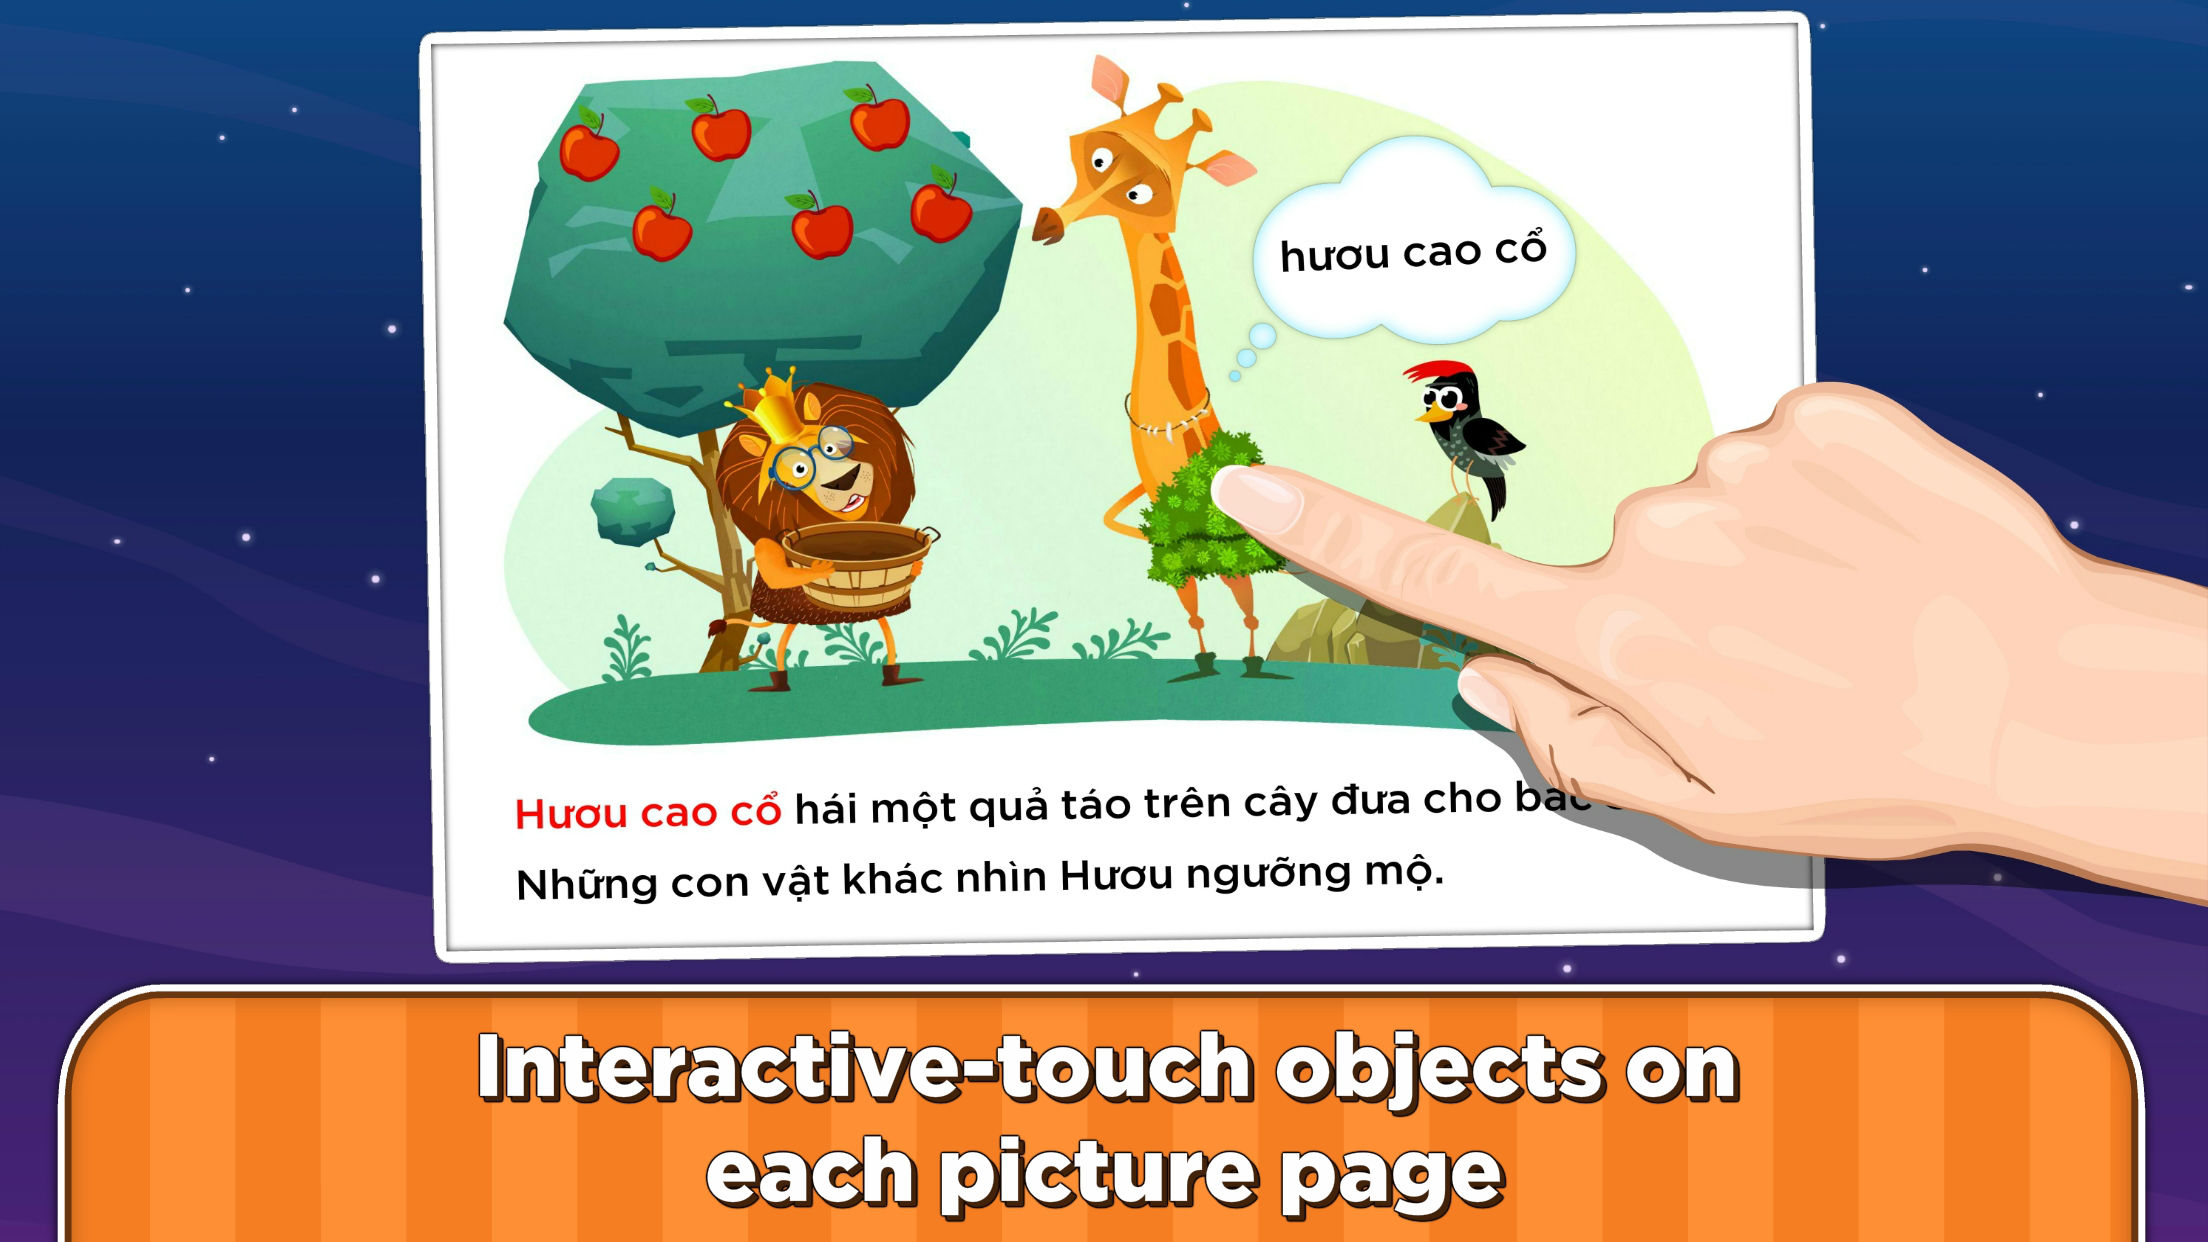 hươu cao cổ
Hươu cao cổ hái một quả táo trên cây đưa cho
Những con vật khác nhìn Hươu ngưỡng mộ.
Interactive-touch objects on
each picture page